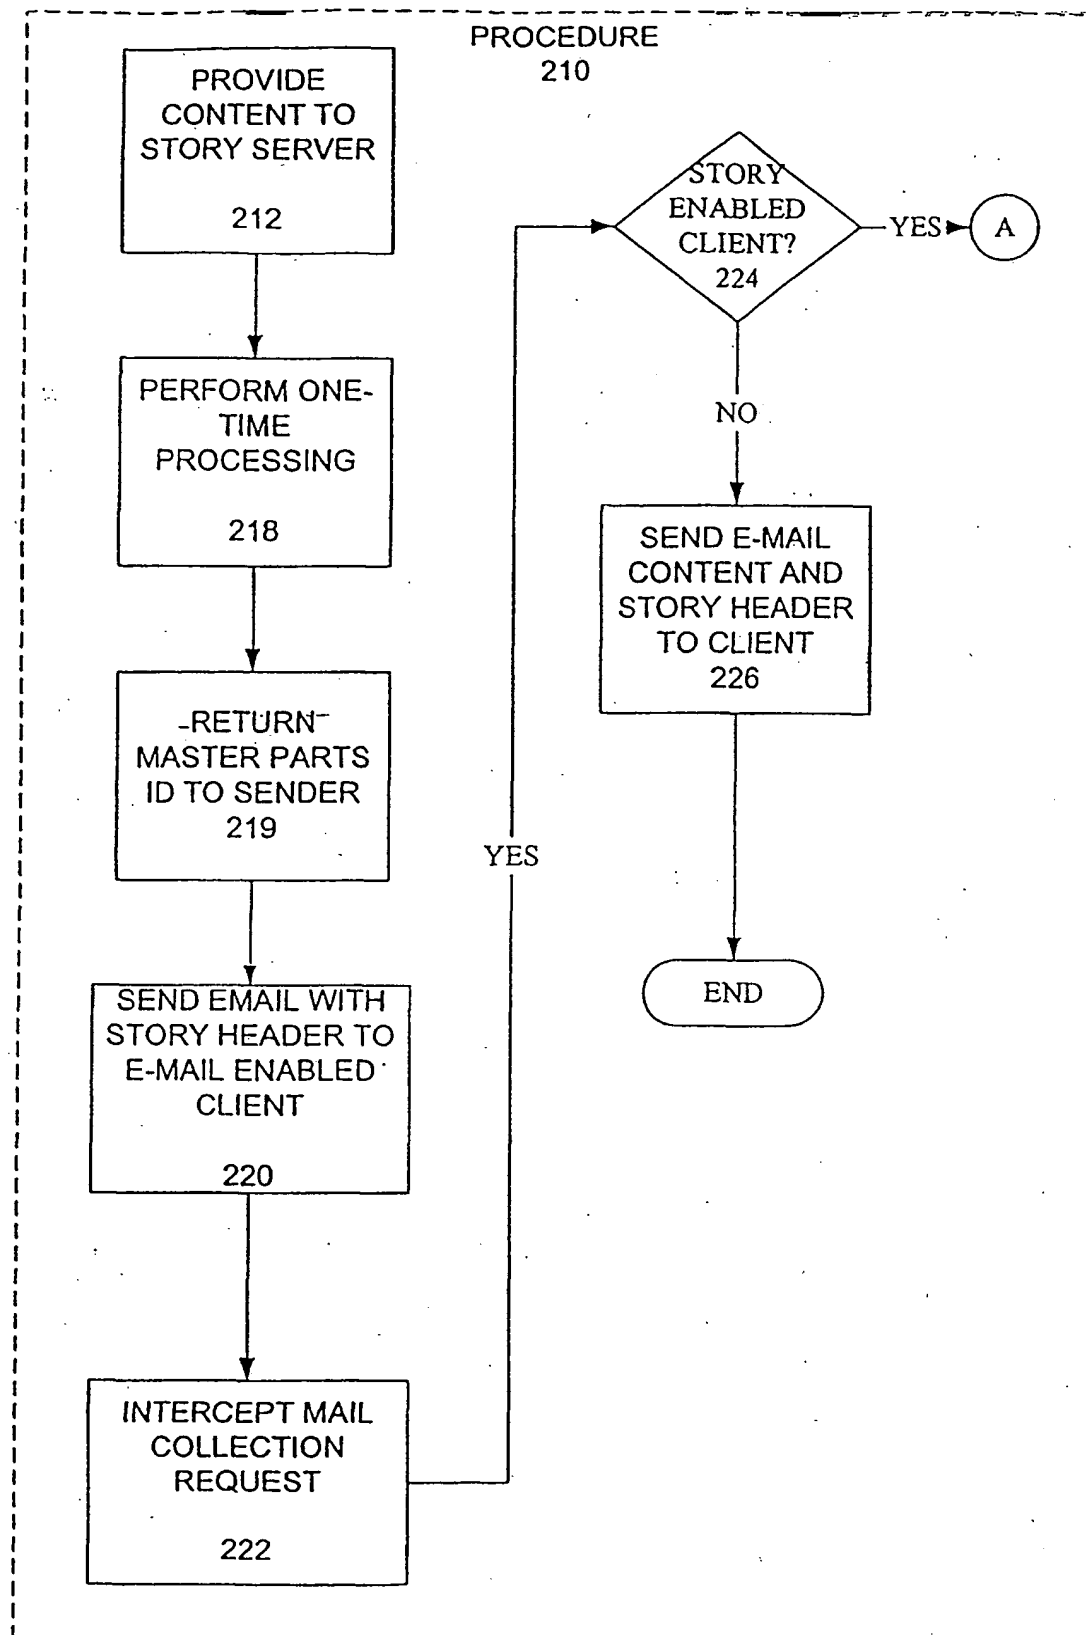 PROCEDURE
210
PROVIDE
CONTENT TO
STORY SERVER
212
PERFORM ONE-
TIME
PROCESSING
218
RETURN
MASTER PARTS
ID TO SENDER
219
SEND EMAIL WITH
STORY HEADER TO
E-MAIL ENABLED
CLIENT
220
INTERCEPT MAIL
COLLECTION
REQUEST
222
YES
STORY
ENABLED
CLIENT?
224
YES
A
NO
SEND E-MAIL
CONTENT AND
STORY HEADER
TO CLIENT
226
END